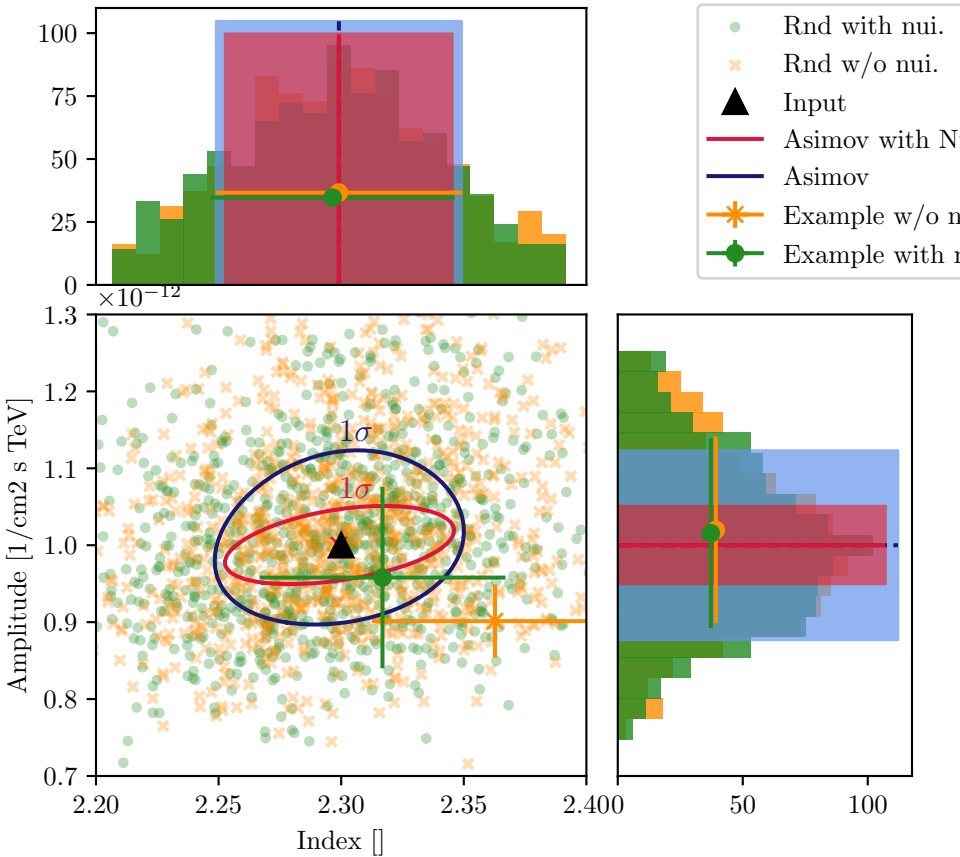 100
75
50
25
0
Rnd with nui.
Rnd w/o nui.
Input
Asimov with N
Asimov
Example w/o n
Example with
×10−12
1.3
1.2
1.1
1.0
0.9
0.8
0.7
1σ
1σ
2.20
2.25
2.30
2.35
2.40
0
50
100
Index []
Amplitude [1/cm2 s TeV]